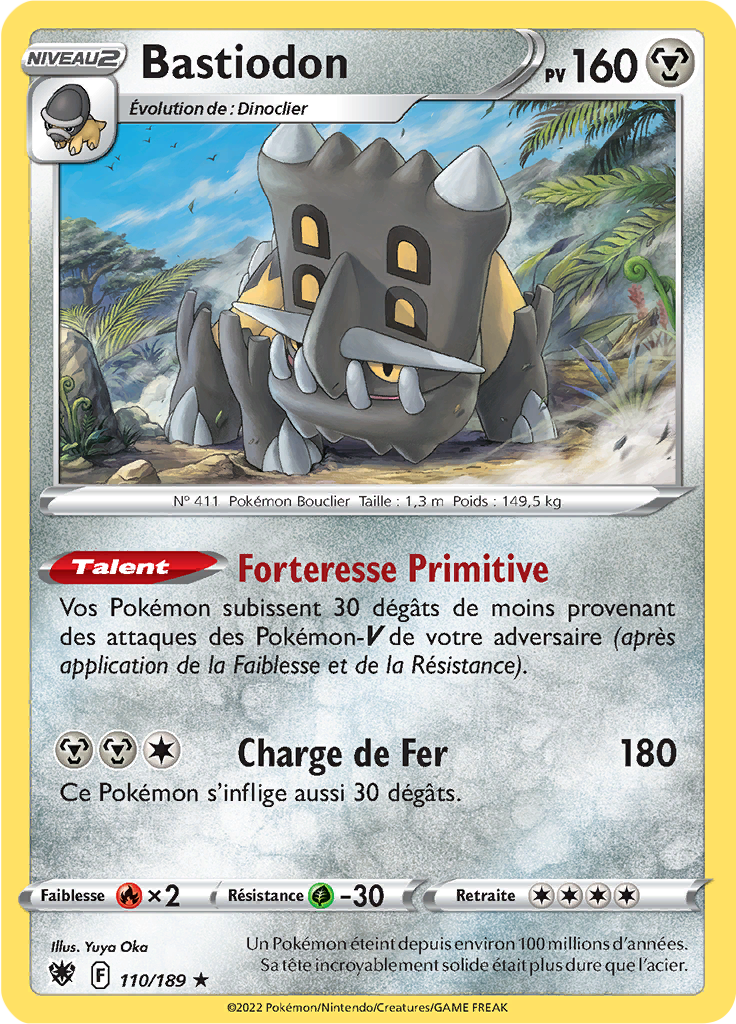 NIVEAU 2
Bastiodon
PV 160
Évolution de : Dinoclier
N° 411 Pokémon Bouclier Taille : 1,3 m Poids : 149,5 kg
Talent Forteresse Primitive
Vos Pokémon subissent 30 dégâts de moins provenant
des attaques des Pokémon-V de votre adversaire (après
application de la Faiblesse et de la Résistance).
Charge de Fer 180
Ce Pokémon s'inflige aussi 30 dégâts.
Faiblesse ×2 Résistance -30 Retraite
Illus. Yuya Oka
F 110/189 ★
Un Pokémon éteint depuis environ 100 millions d'années.
Sa tête incroyablement solide était plus dure que l'acier.
©2022 Pokémon/Nintendo/Creatures/GAME FREAK